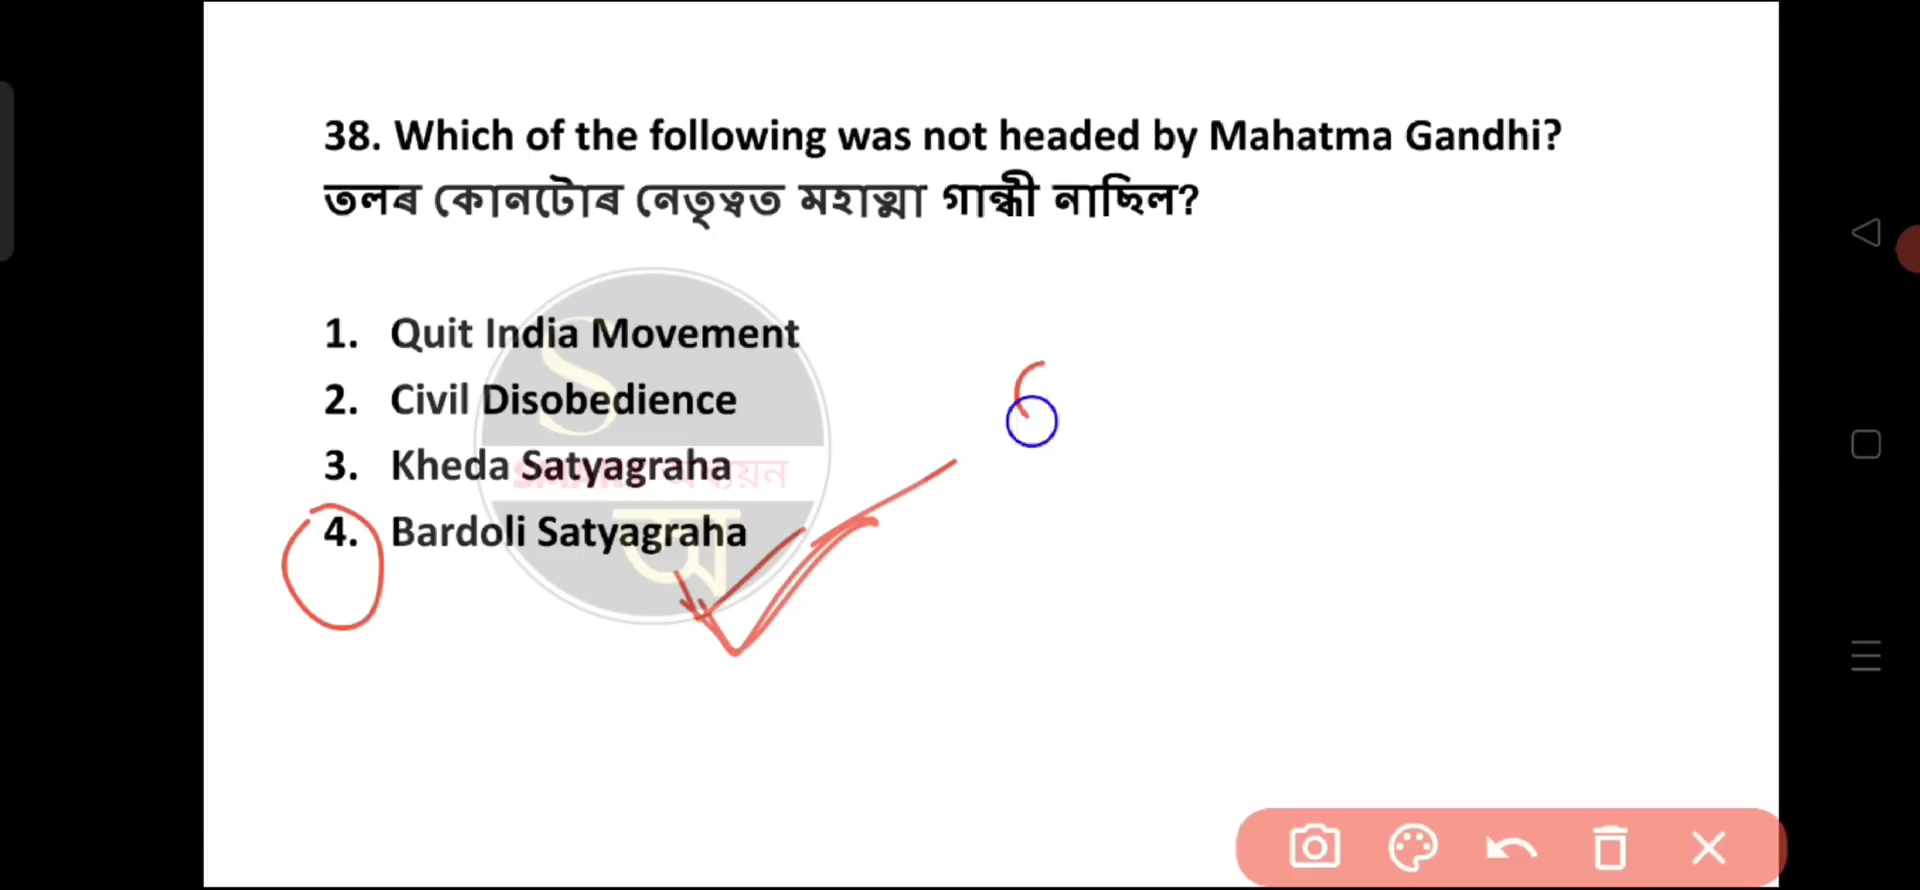 38. Which of the following was not headed by Mahatma Gandhi?
তলৰ কোনটোৰ নেতৃত্বত মহাত্মা গান্ধী নাছিল?
1. Quit India Movement
2. Civil Disobedience
3. Kheda Satyagraha
4. Bardoli Satyagraha
S
অ